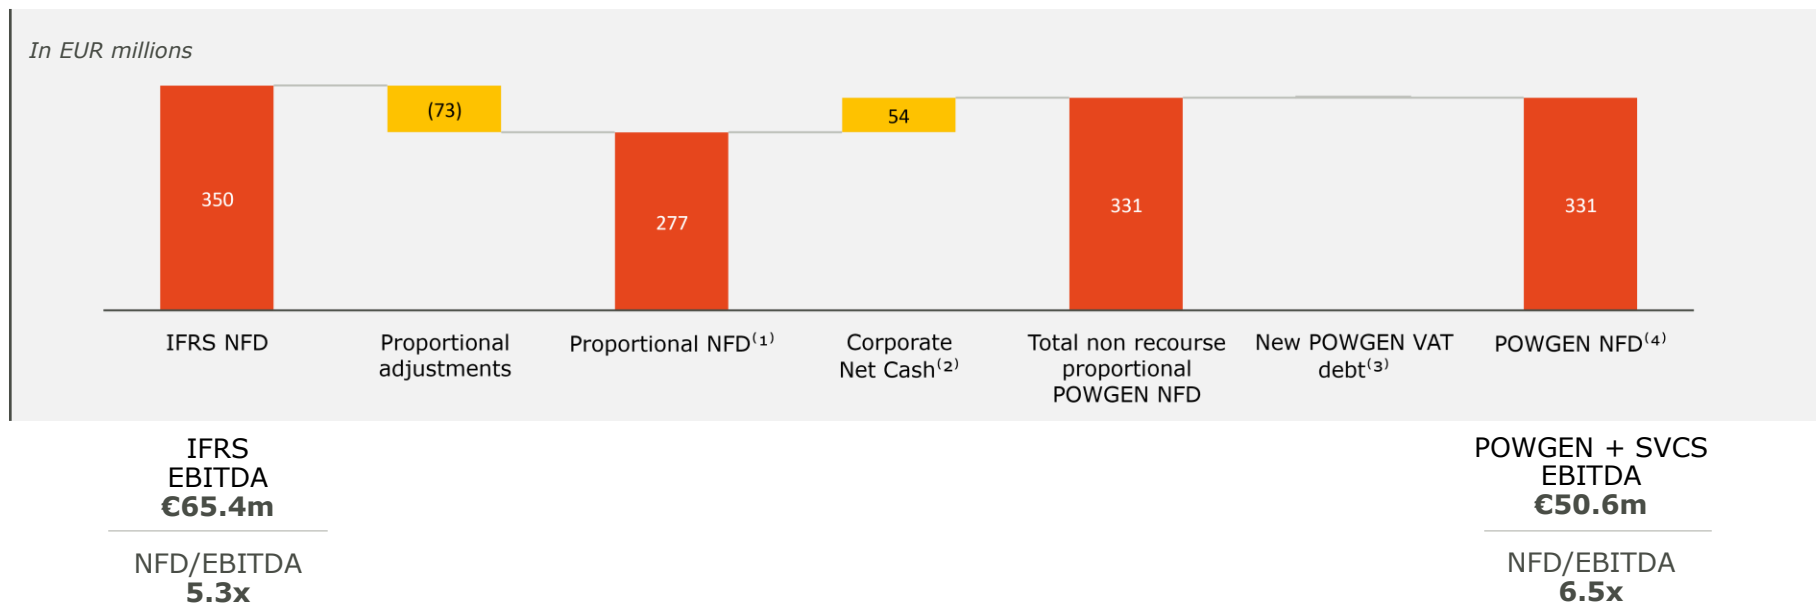 In EUR millions
350
(73)
277
54
331
331
IFRS NFD
Proportional
adjustments
Proportional NFD⁽¹⁾
Corporate
Net Cash⁽²⁾
Total non recourse
proportional
POWGEN NFD
New POWGEN VAT
debt⁽³⁾
POWGEN NFD⁽⁴⁾
IFRS
EBITDA
€65.4m
NFD/EBITDA
5.3x
POWGEN + SVCS
EBITDA
€50.6m
NFD/EBITDA
6.5x